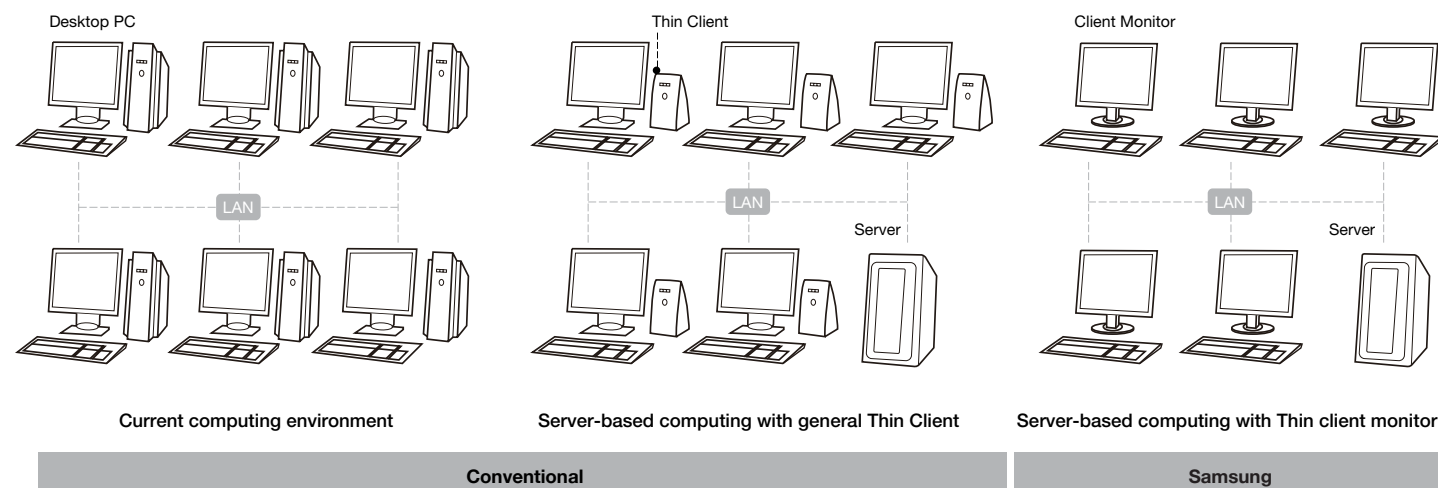 Desktop PC
Thin Client
Client Monitor
LAN
LAN
LAN
Server
Server
Current computing environment
Server-based computing with general Thin Client
Server-based computing with Thin client monitor
Conventional
Samsung